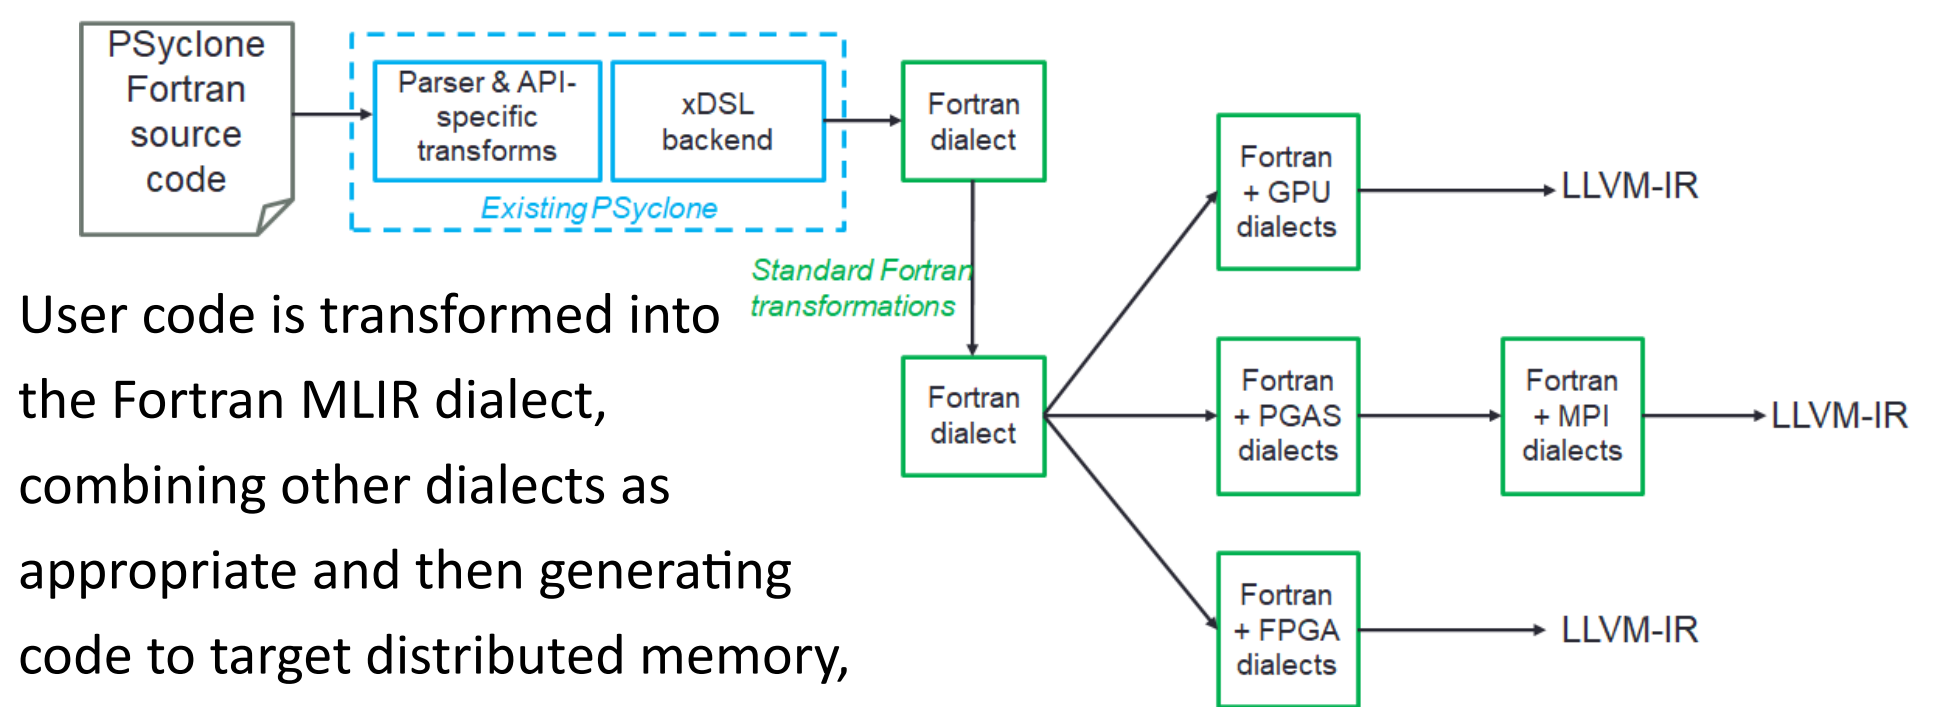 PSyclone
Fortran
source
code
Parser & API-
specific
transforms
xDSL
backend
Existing PSyclone
Fortran
dialect
Standard Fortran
transformations
Fortran
dialect
Fortran
+ GPU
dialects
LLVM-IR
Fortran
+ PGAS
dialects
Fortran
+ MPI
dialects
LLVM-IR
Fortran
+ FPGA
dialects
LLVM-IR
User code is transformed into
the Fortran MLIR dialect,
combining other dialects as
appropriate and then generating
code to target distributed memory,